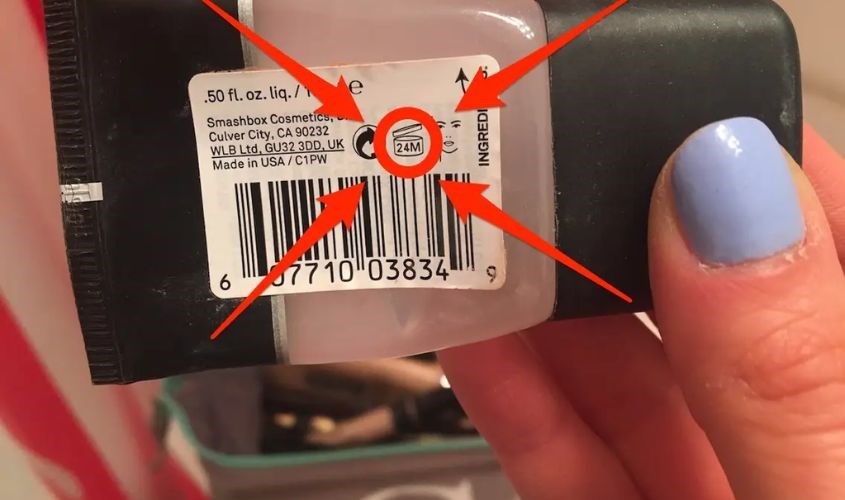 .50 fl. oz. liq./ 1 e
Smashbox Cosmetics,
Culver City, CA 90232
WLB Ltd, GU32 3DD, UK
Made in USA / C1PW
24M
6 07710 03834 9